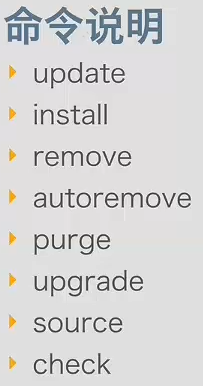 命令说明
update
install
remove
autoremove
purge
upgrade
source
check